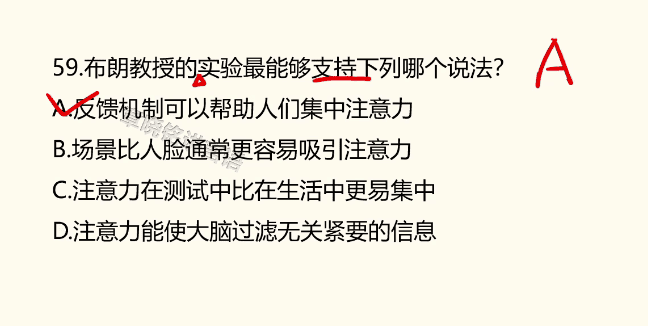 59.布朗教授的实验最能够支持下列哪个说法?
A
A.反馈机制可以帮助人们集中注意力
B.场景比人脸通常更容易吸引注意力
C.注意力在测试中比在生活中更易集中
D.注意力能使大脑过滤无关紧要的信息